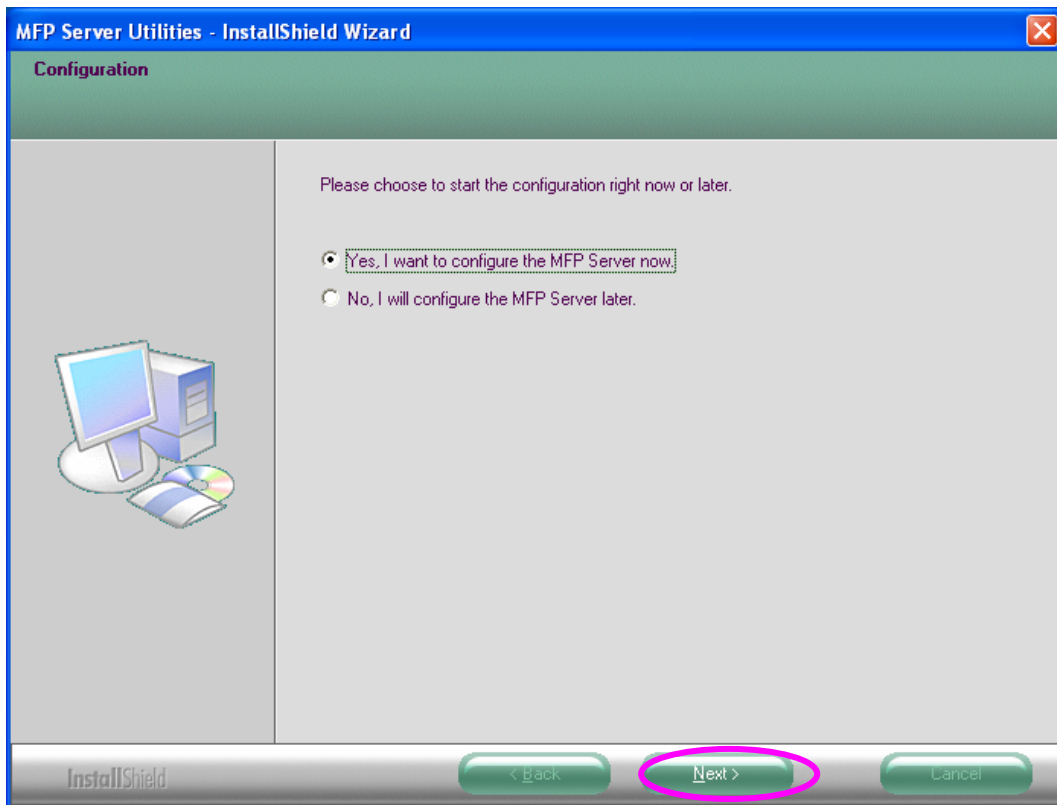 MFP Server Utilities - InstallShield Wizard
Configuration
Please choose to start the configuration right now or later.
Yes, I want to configure the MFP Server now.
No, I will configure the MFP Server later.
InstallShield
< Back
Next >
Cancel